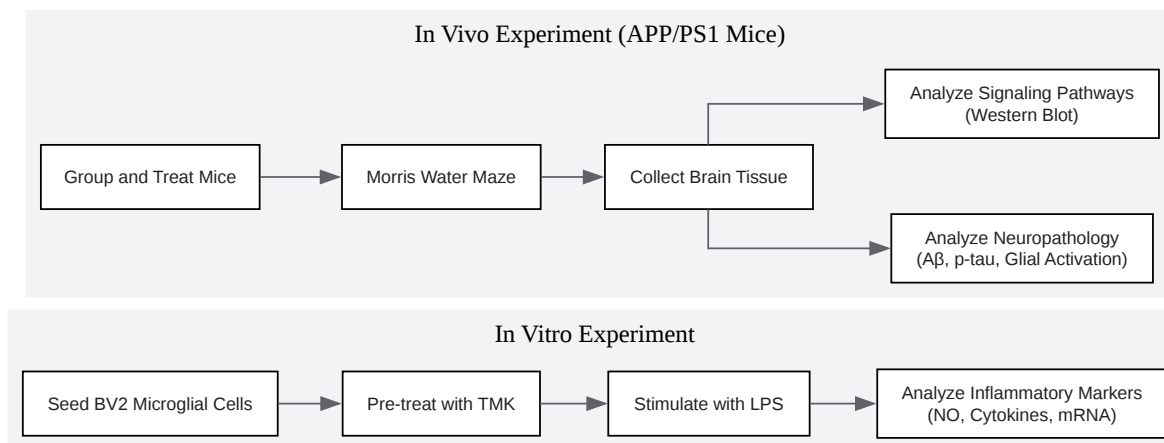 In Vivo Experiment (APP/PS1 Mice)
Group and Treat Mice
Morris Water Maze
Collect Brain Tissue
Analyze Signaling Pathways
(Western Blot)
Analyze Neuropathology
(Aβ, p-tau, Glial Activation)
In Vitro Experiment
Seed BV2 Microglial Cells
Pre-treat with TMK
Stimulate with LPS
Analyze Inflammatory Markers
(NO, Cytokines, mRNA)